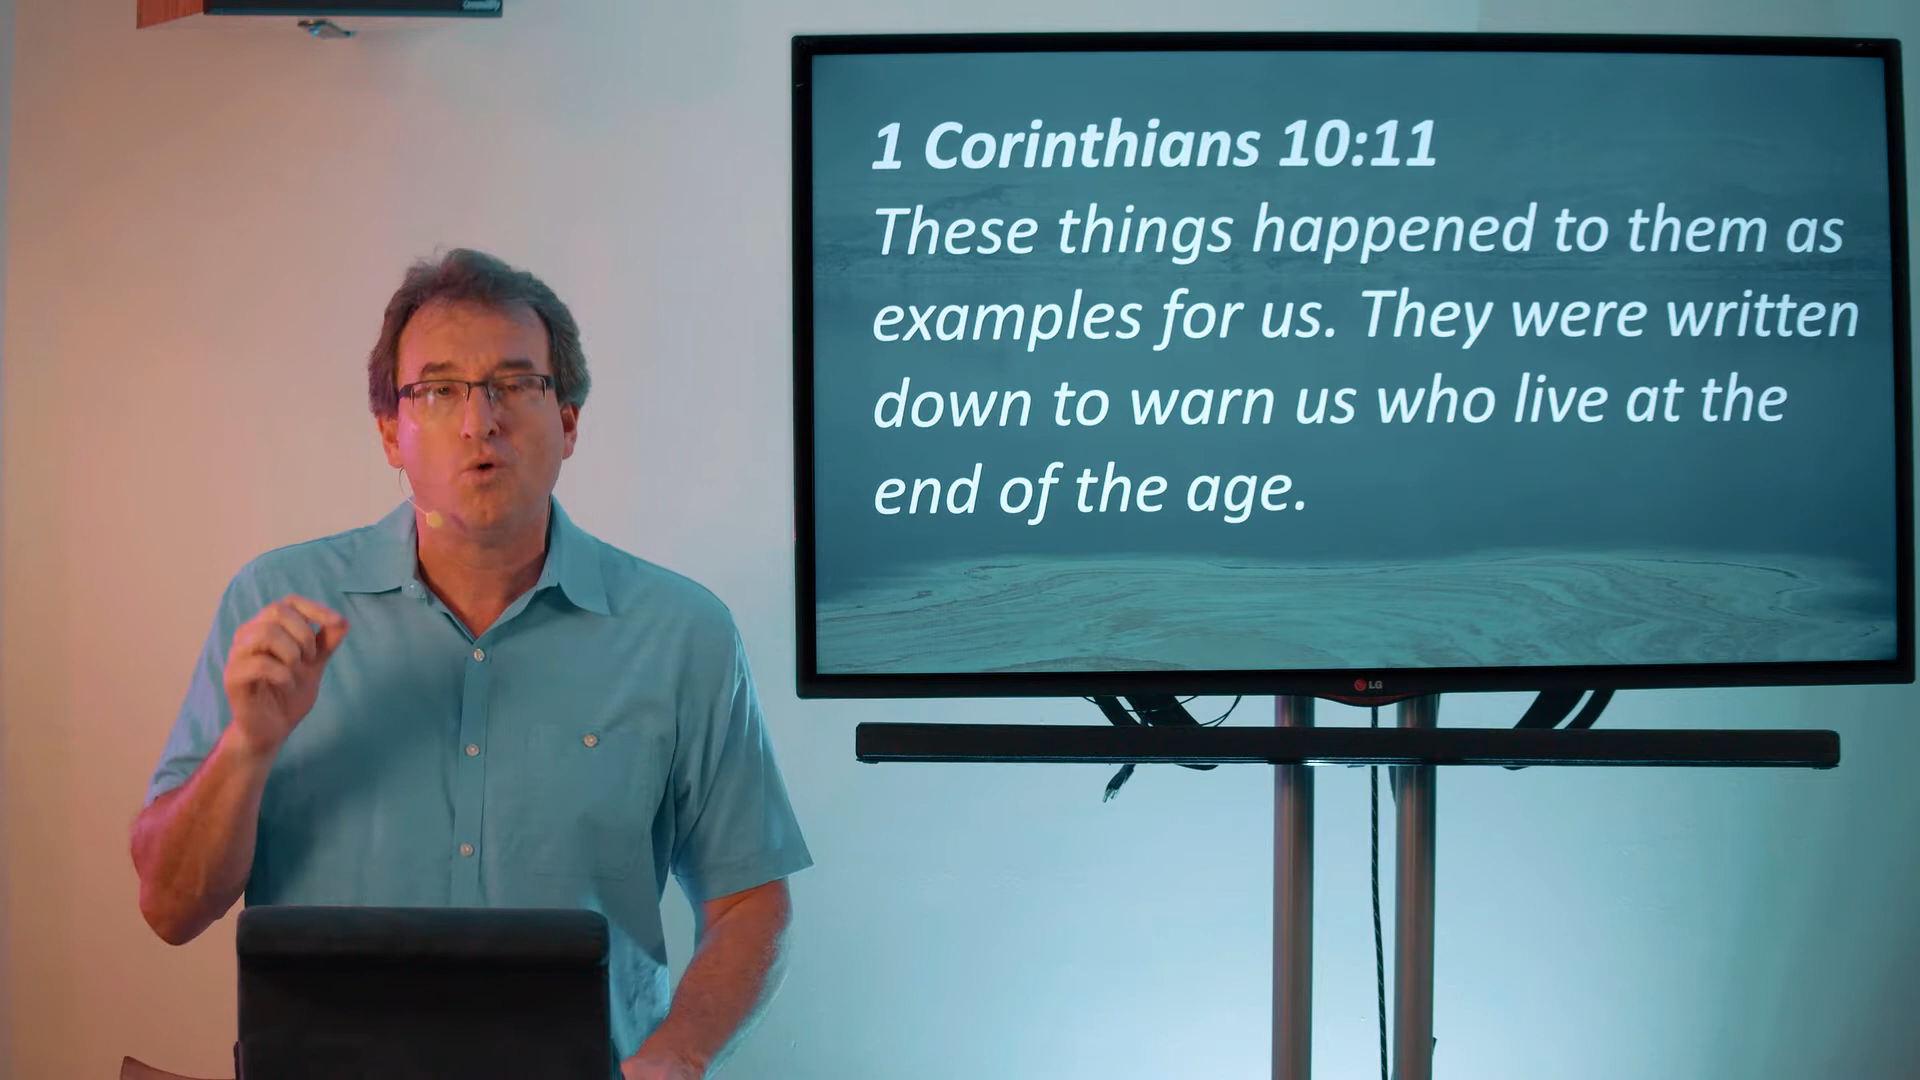 1 Corinthians 10:11
These things happened to them as
examples for us. They were written
down to warn us who live at the
end of the age.
LG